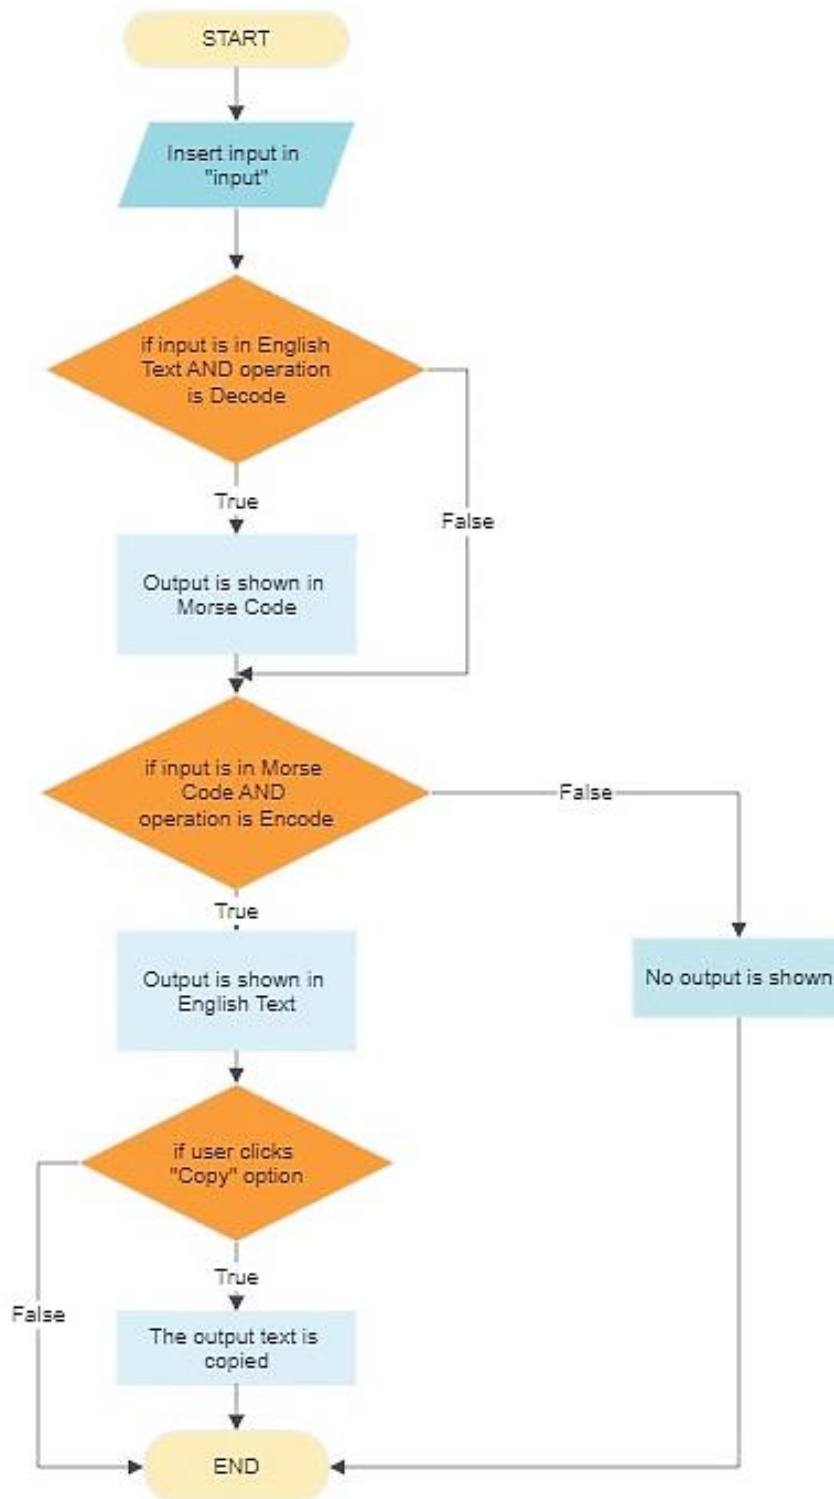 START
Insert input in
"input"
if input is in English
Text AND operation
is Decode
True
False
Output is shown in
Morse Code
if input is in Morse
Code AND
operation is Encode
False
True
Output is shown in
English Text
No output is shown
if user clicks
"Copy" option
True
False
The output text is
copied
END